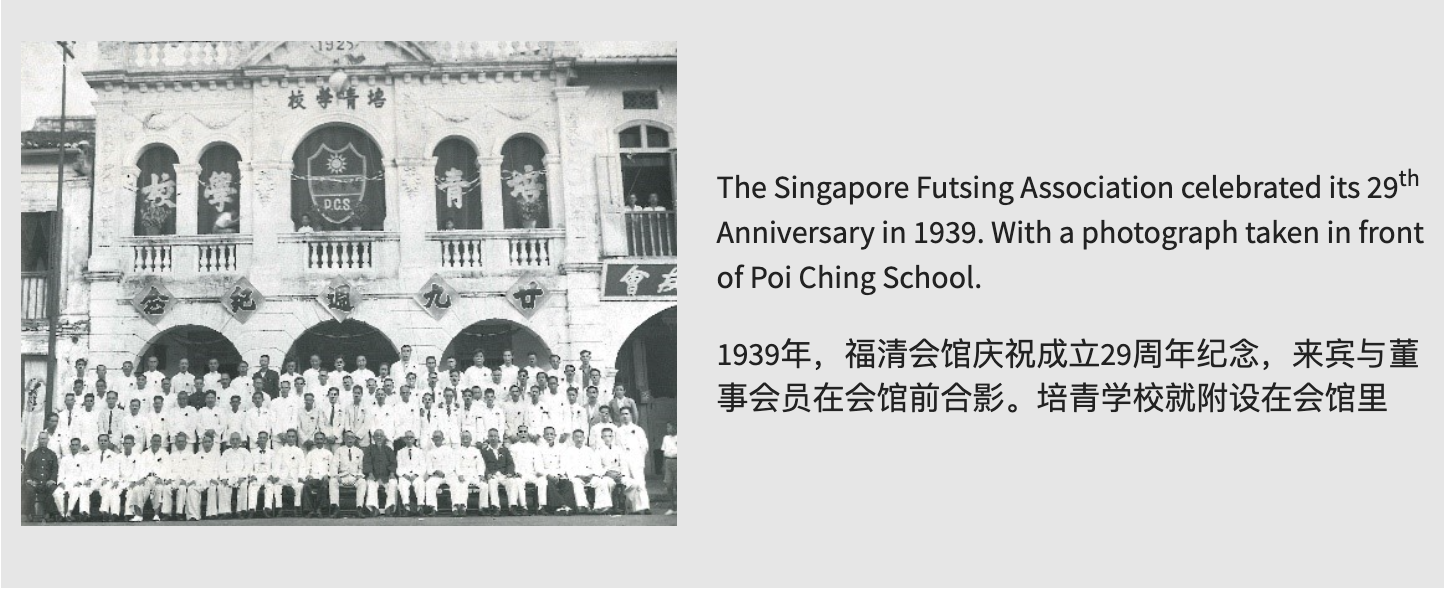 1925
培青學校
培青學校
P.C.S
廿九週紀念
會
The Singapore Futsing Association celebrated its 29th
Anniversary in 1939. With a photograph taken in front
of Poi Ching School.
1939年，福清会馆庆祝成立29周年纪念，来宾与董
事会员在会馆前合影。培青学校就附设在会馆里